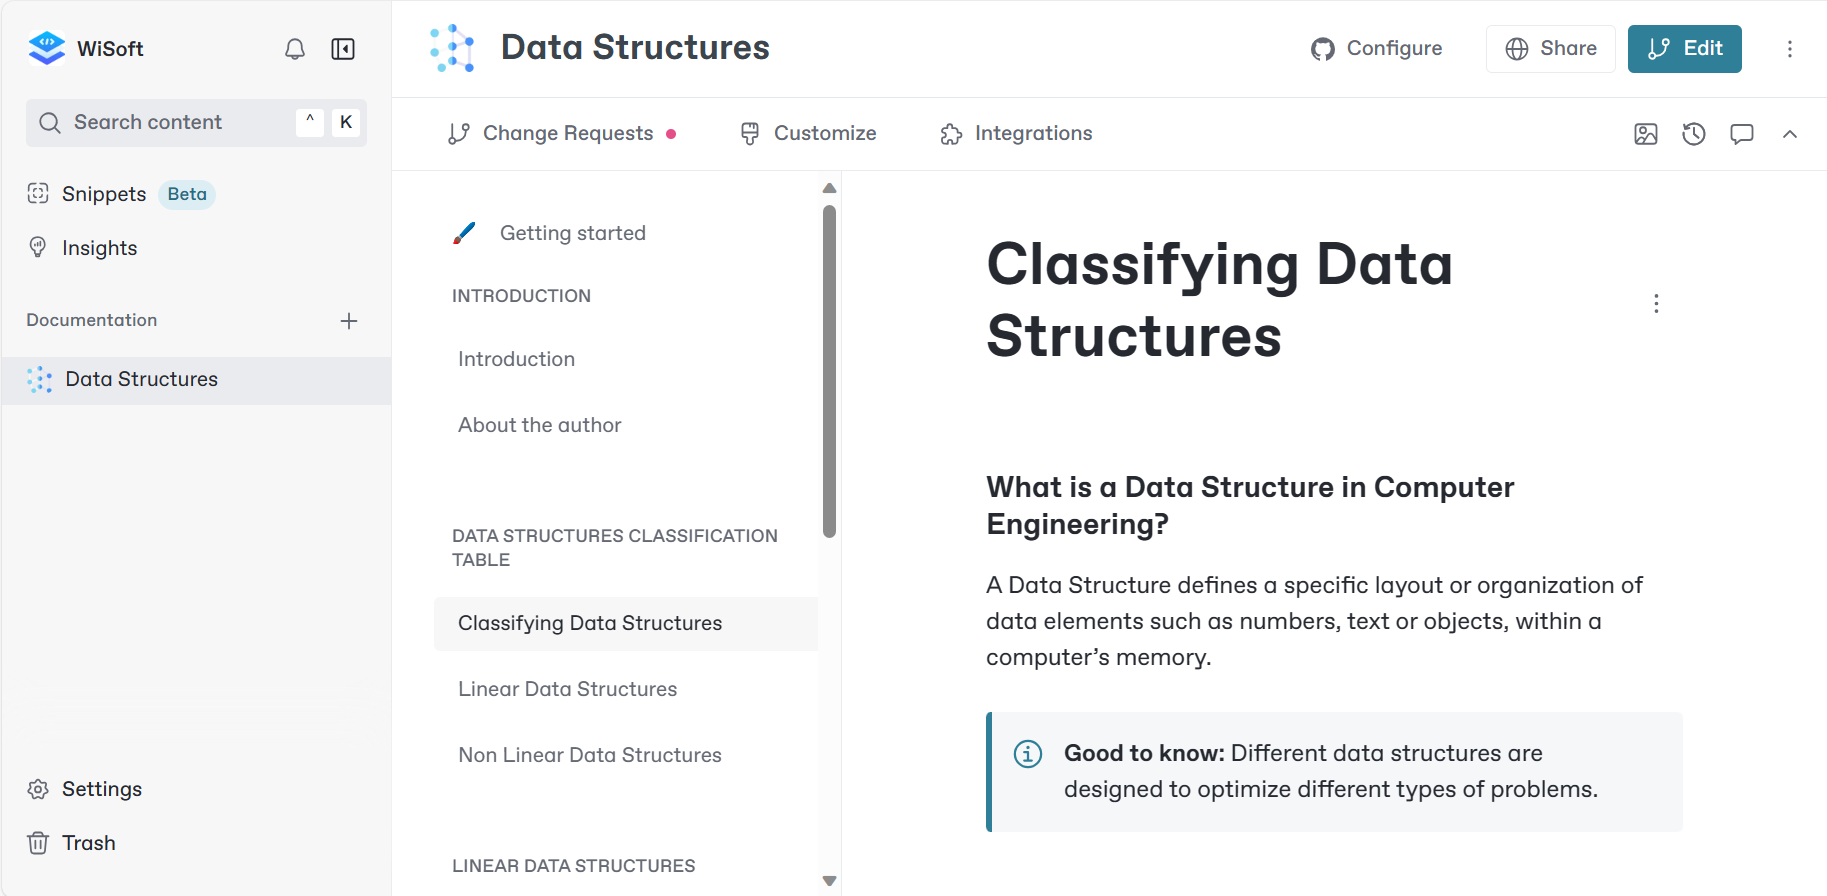 WiSoft
Search content
^ K
Snippets Beta
Insights
Documentation
Data Structures
Settings
Trash
Data Structures
Configure
Share
Edit
Change Requests
Customize
Integrations
Getting started
INTRODUCTION
Introduction
About the author
DATA STRUCTURES CLASSIFICATION
TABLE
Classifying Data Structures
Linear Data Structures
Non Linear Data Structures
LINEAR DATA STRUCTURES
Classifying Data
Structures
What is a Data Structure in Computer
Engineering?
A Data Structure defines a specific layout or organization of
data elements such as numbers, text or objects, within a
computer’s memory.
Good to know: Different data structures are
designed to optimize different types of problems.